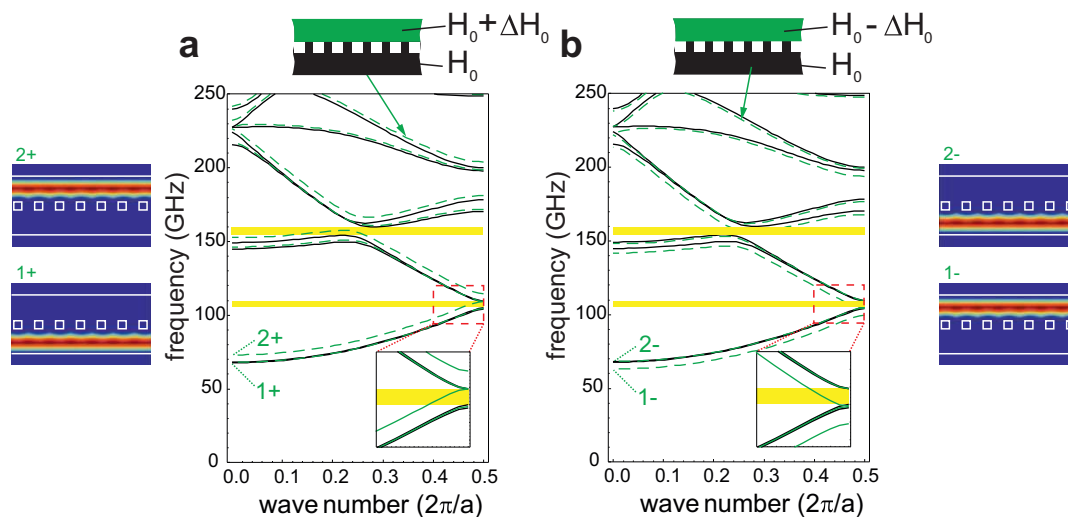 a
H₀+ΔH₀
H₀
b
H₀-ΔH₀
H₀
frequency (GHz)
250
200
150
100
50
0
2+
1+
0.0 0.1 0.2 0.3 0.4 0.5
wave number (2π/a)
2+
1+
frequency (GHz)
250
200
150
100
50
0
2-
1-
0.0 0.1 0.2 0.3 0.4 0.5
wave number (2π/a)
2-
1-